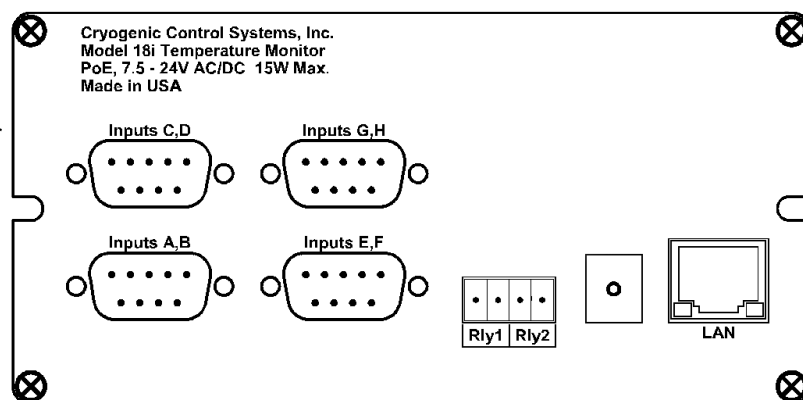 Cryogenic Control Systems, Inc.
Model 18i Temperature Monitor
PoE, 7.5 - 24V AC/DC  15W Max.
Made in USA
Inputs C,D
Inputs G,H
Inputs A,B
Inputs E,F
Rly1
Rly2
LAN